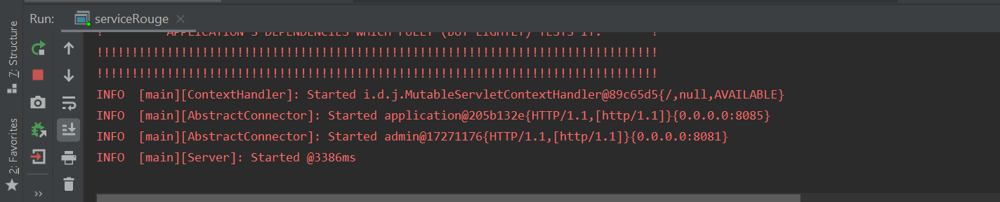 Run:
serviceRouge
7: Structure
2: Favorites
! APPLICATION'S DEPENDENCIES WHICH FULLY (BUT LIGHTLY) TESTS IT. !
!!!!!!!!!!!!!!!!!!!!!!!!!!!!!!!!!!!!!!!!!!!!!!!!!!!!!!!!!!!!!!!!!!!!!!!!!!!!!!!!
!!!!!!!!!!!!!!!!!!!!!!!!!!!!!!!!!!!!!!!!!!!!!!!!!!!!!!!!!!!!!!!!!!!!!!!!!!!!!!!!
INFO [main][ContextHandler]: Started i.d.j.MutableServletContextHandler@89c65d5{/,null,AVAILABLE}
INFO [main][AbstractConnector]: Started application@205b132e{HTTP/1.1,[http/1.1]}{0.0.0.0:8085}
INFO [main][AbstractConnector]: Started admin@17271176{HTTP/1.1,[http/1.1]}{0.0.0.0:8081}
INFO [main][Server]: Started @3386ms